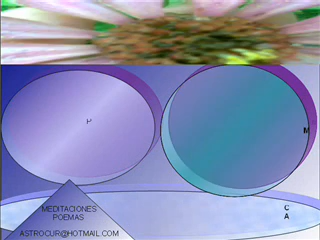 M
MEDITACIONES
POEMAS
ASTROCUR@HOTMAIL.COM
C
A